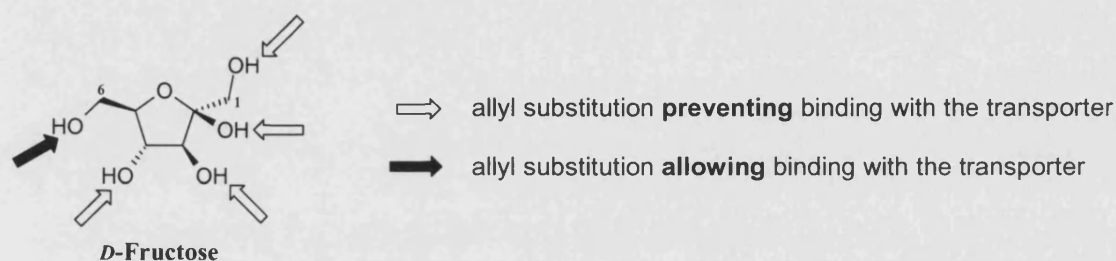 OH
6
O
1
HO
OH
HO
OH
allyl substitution preventing binding with the transporter
allyl substitution allowing binding with the transporter
D-Fructose